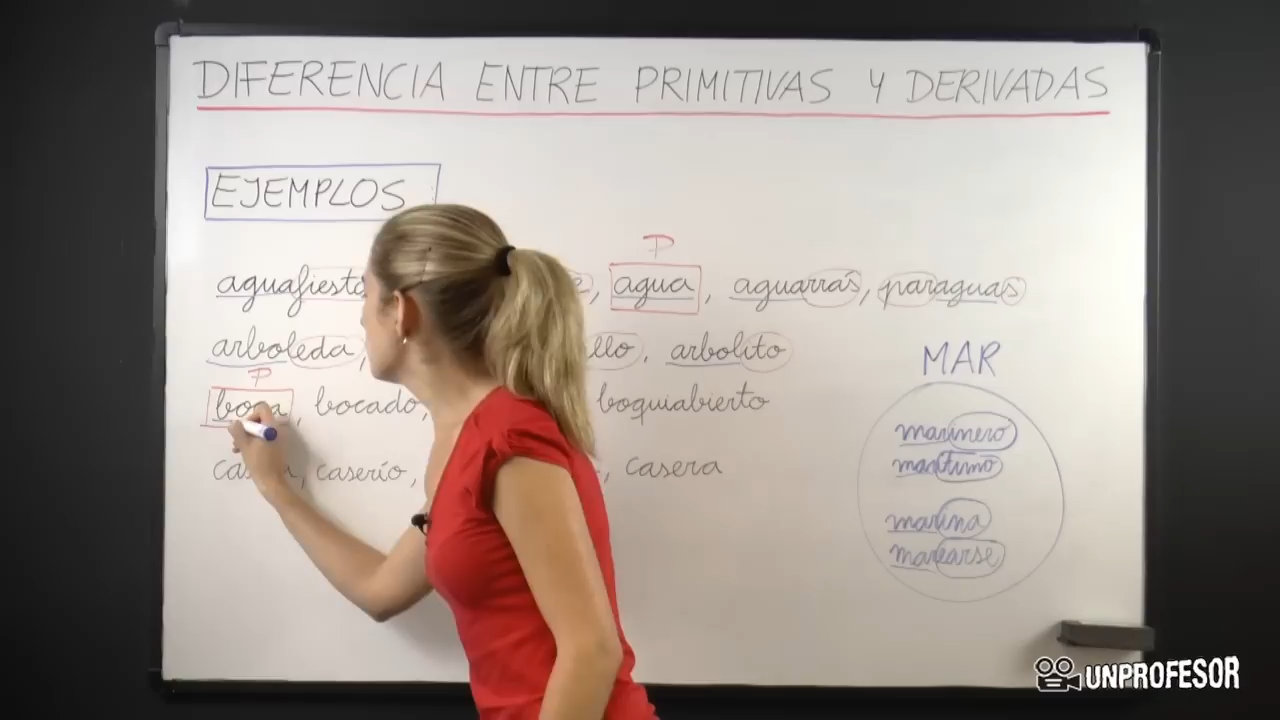 DIFERENCIA ENTRE PRIMITIVAS Y DERIVADAS
EJEMPLOS
P
agua, aguarrás, paraguas
arboleda, arbolito
MAR
P
boca, bocado, boquiabierto
marinero
marítimo
caserío, casera
marina
marearse
UNPROFESOR